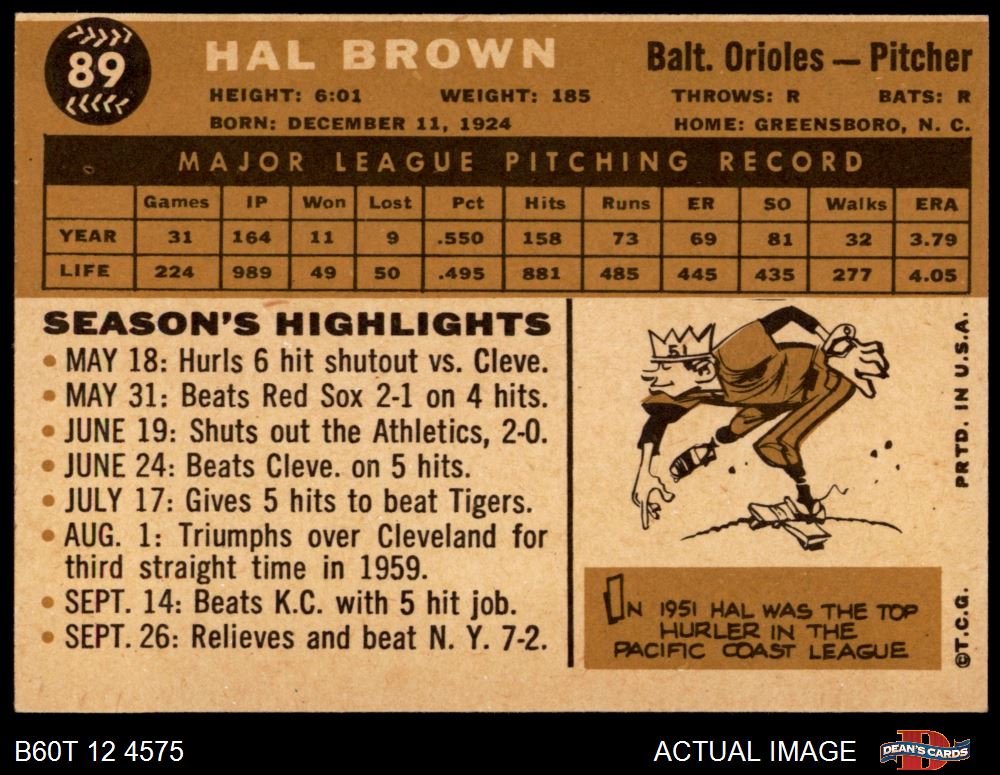 89
HAL BROWN
Balt. Orioles — Pitcher
HEIGHT: 6:01 WEIGHT: 185 THROWS: R BATS: R
BORN: DECEMBER 11, 1924 HOME: GREENSBORO, N. C.
MAJOR LEAGUE PITCHING RECORD
Games IP Won Lost Pct Hits Runs ER SO Walks ERA
YEAR 31 164 11 9 .550 158 73 69 81 32 3.79
LIFE 224 989 49 50 .495 881 485 445 435 277 4.05
SEASON'S HIGHLIGHTS
• MAY 18: Hurls 6 hit shutout vs. Cleve.
• MAY 31: Beats Red Sox 2-1 on 4 hits.
• JUNE 19: Shuts out the Athletics, 2-0.
• JUNE 24: Beats Cleve. on 5 hits.
• JULY 17: Gives 5 hits to beat Tigers.
• AUG. 1: Triumphs over Cleveland for
third straight time in 1959.
• SEPT. 14: Beats K.C. with 5 hit job.
• SEPT. 26: Relieves and beat N. Y. 7-2.
51
IN 1951 HAL WAS THE TOP
HURLER IN THE
PACIFIC COAST LEAGUE
PRTD. IN U.S.A.
©T.C.G.
B60T 12 4575
ACTUAL IMAGE
D
DEAN'S CARDS